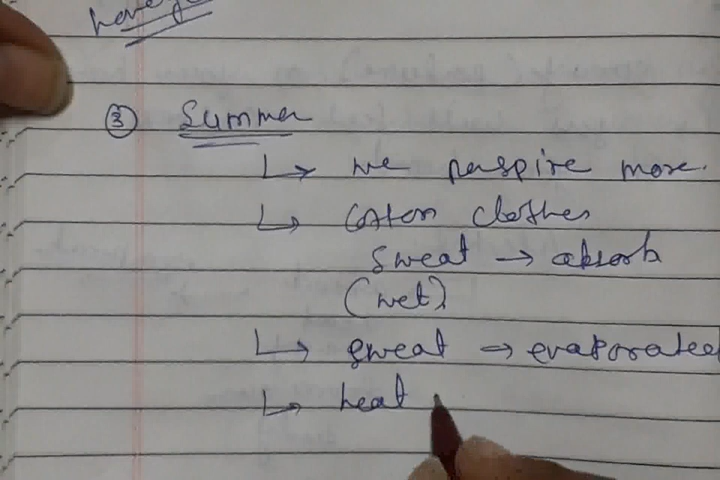 ③ Summer
↳ we perspire more.
↳ Cotton clothes
sweat → absorb
(wet)
↳ sweat → evaporated
↳ heat